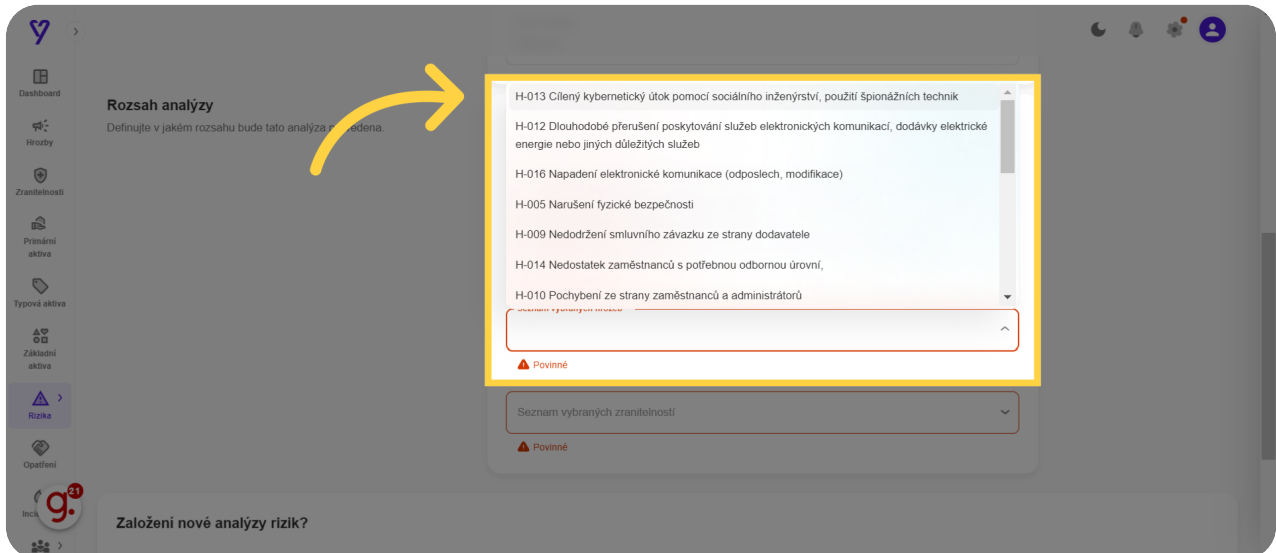 Dashboard
Hrozby
Zranitelnosti
Primární
aktiva
Typová aktiva
Základní
aktiva
Rizika
Opatření
g.
21
Rozsah analýzy
Definujte v jakém rozsahu bude tato analýza
H-013 Cílený kybernetický útok pomocí sociálního inženýrství, použití špionážních technik
H-012 Dlouhodobé přerušení poskytování služeb elektronických komunikací, dodávky elektrické
energie nebo jiných důležitých služeb
H-016 Napadení elektronické komunikace (odposlech, modifikace)
H-005 Narušení fyzické bezpečnosti
H-009 Nedodržení smluvního závazku ze strany dodavatele
H-014 Nedostatek zaměstnanců s potřebnou odbornou úrovní,
H-010 Pochybení ze strany zaměstnanců a administrátorů
Seznam vybraných hrozeb
Povinné
Seznam vybraných zranitelností
Povinné
Založení nové analýzy rizik?